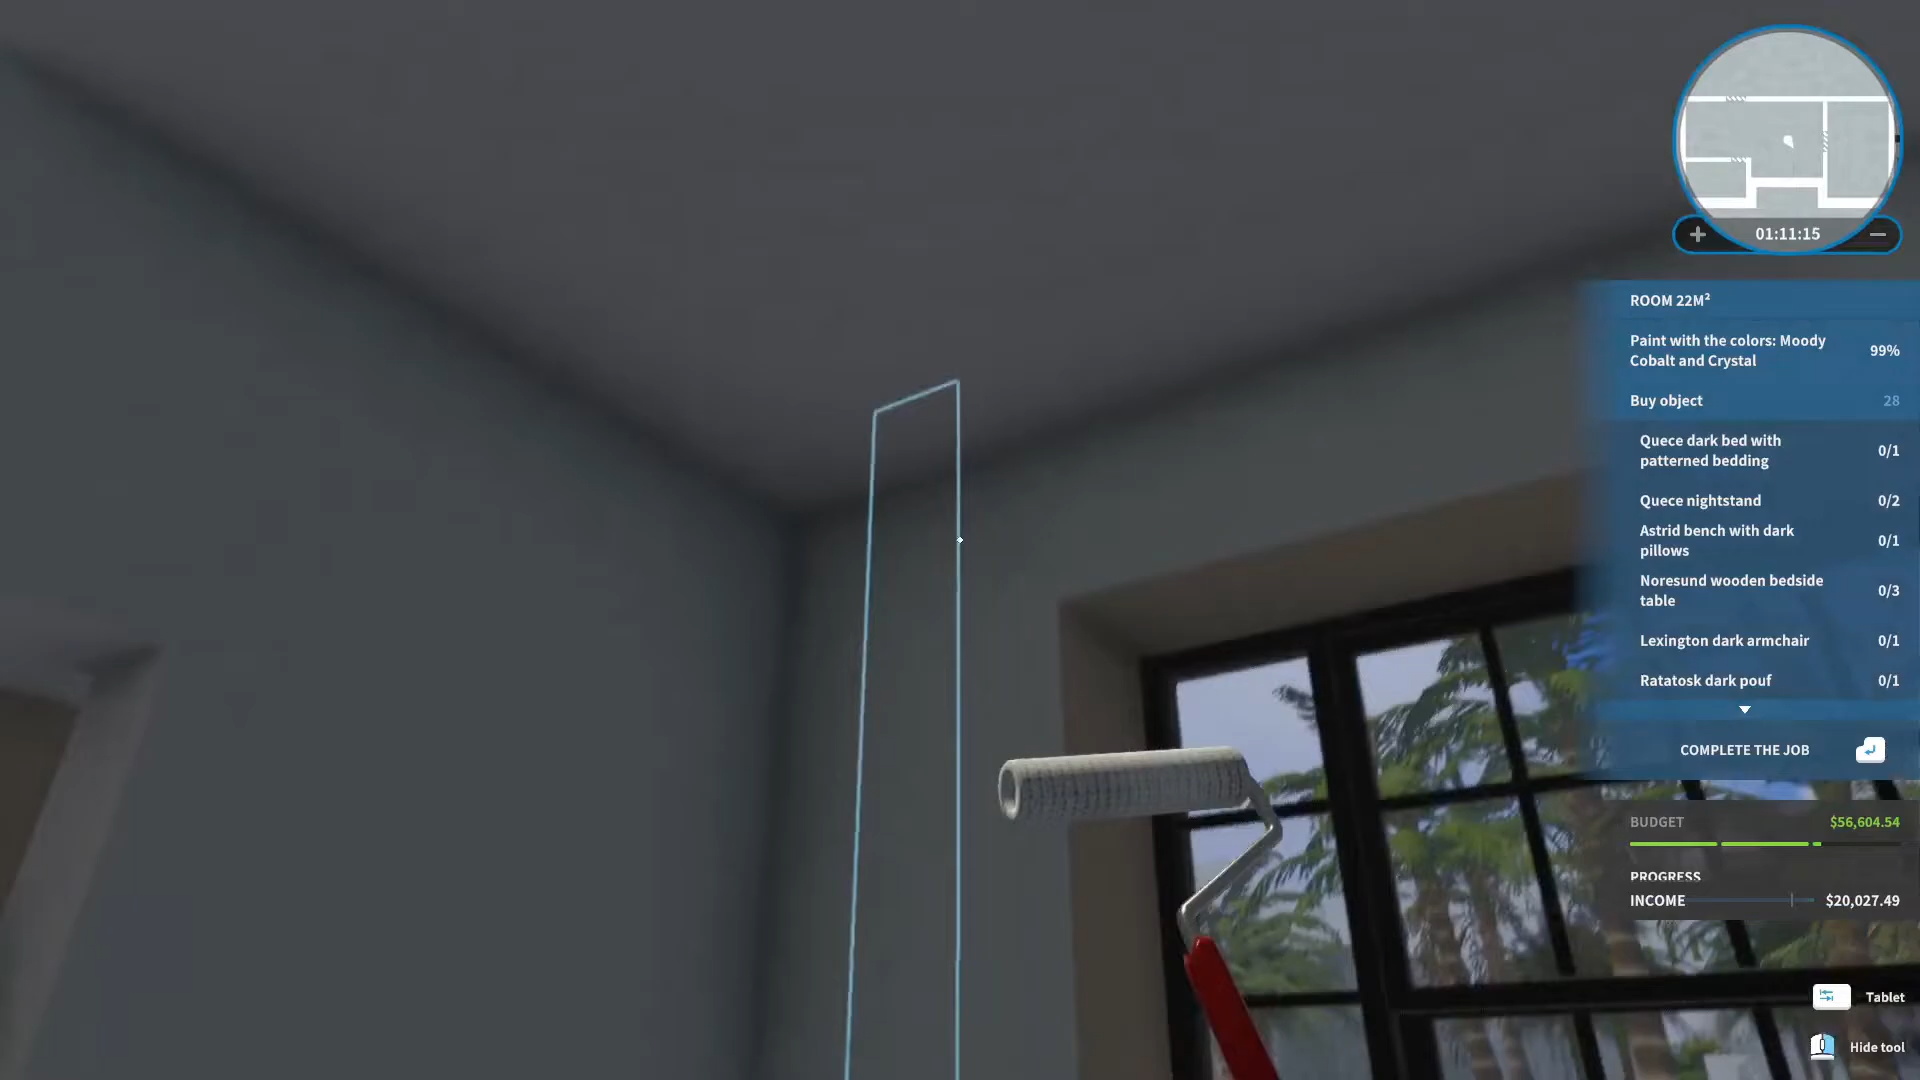 01:11:15
ROOM 22M²
Paint with the colors: Moody
Cobalt and Crystal
99%
Buy object
28
Quece dark bed with
patterned bedding
0/1
Quece nightstand
0/2
Astrid bench with dark
pillows
0/1
Noresund wooden bedside
table
0/3
Lexington dark armchair
0/1
Ratatosk dark pouf
0/1
COMPLETE THE JOB
BUDGET
$56,604.54
PROGRESS
INCOME
$20,027.49
Tablet
Hide tool